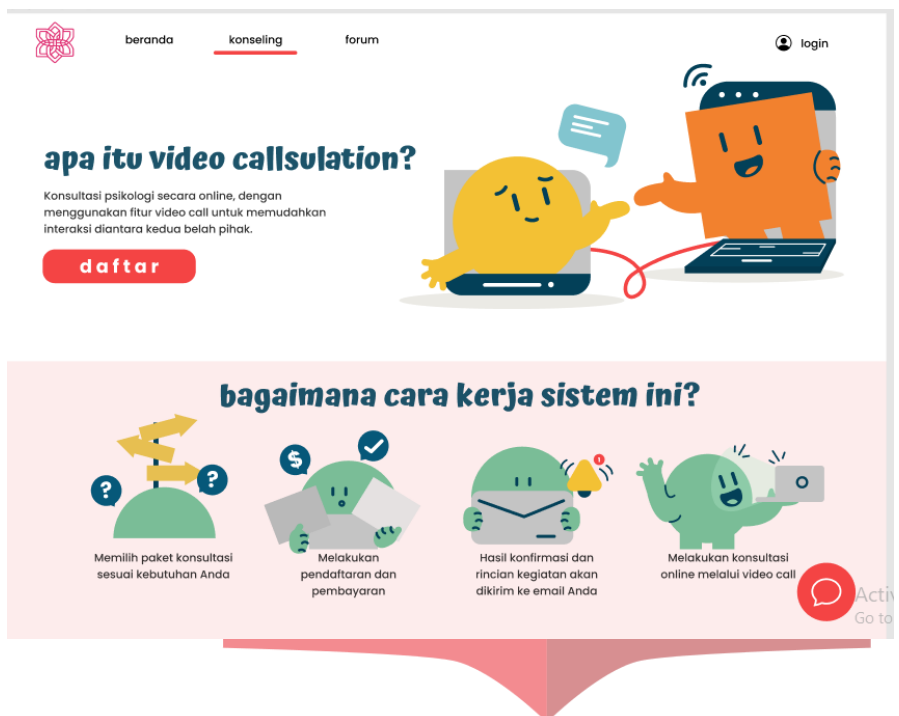 beranda konseling forum login
apa itu video callsulation?
Konsultasi psikologi secara online, dengan
menggunakan fitur video call untuk memudahkan
interaksi diantara kedua belah pihak.
daftar
bagaimana cara kerja sistem ini?
$
?
?
1
Memilih paket konsultasi
sesuai kebutuhan Anda
Melakukan
pendaftaran dan
pembayaran
Hasil konfirmasi dan
rincian kegiatan akan
dikirim ke email Anda
Melakukan konsultasi
online melalui video call
Go to